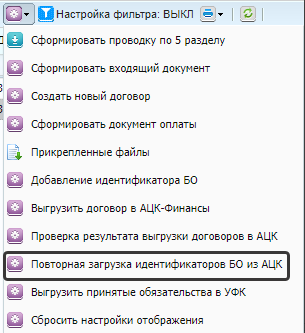 Настройка фильтра: ВЫКЛ
Сформировать проводку по 5 разделу
Сформировать входящий документ
Создать новый договор
Сформировать документ оплаты
Прикрепленные файлы
Добавление идентификатора БО
Выгрузить договор в АЦК-Финансы
Проверка результата выгрузки договоров в АЦК
Повторная загрузка идентификаторов БО из АЦК
Выгрузить принятые обязательства в УФК
Сбросить настройки отображения